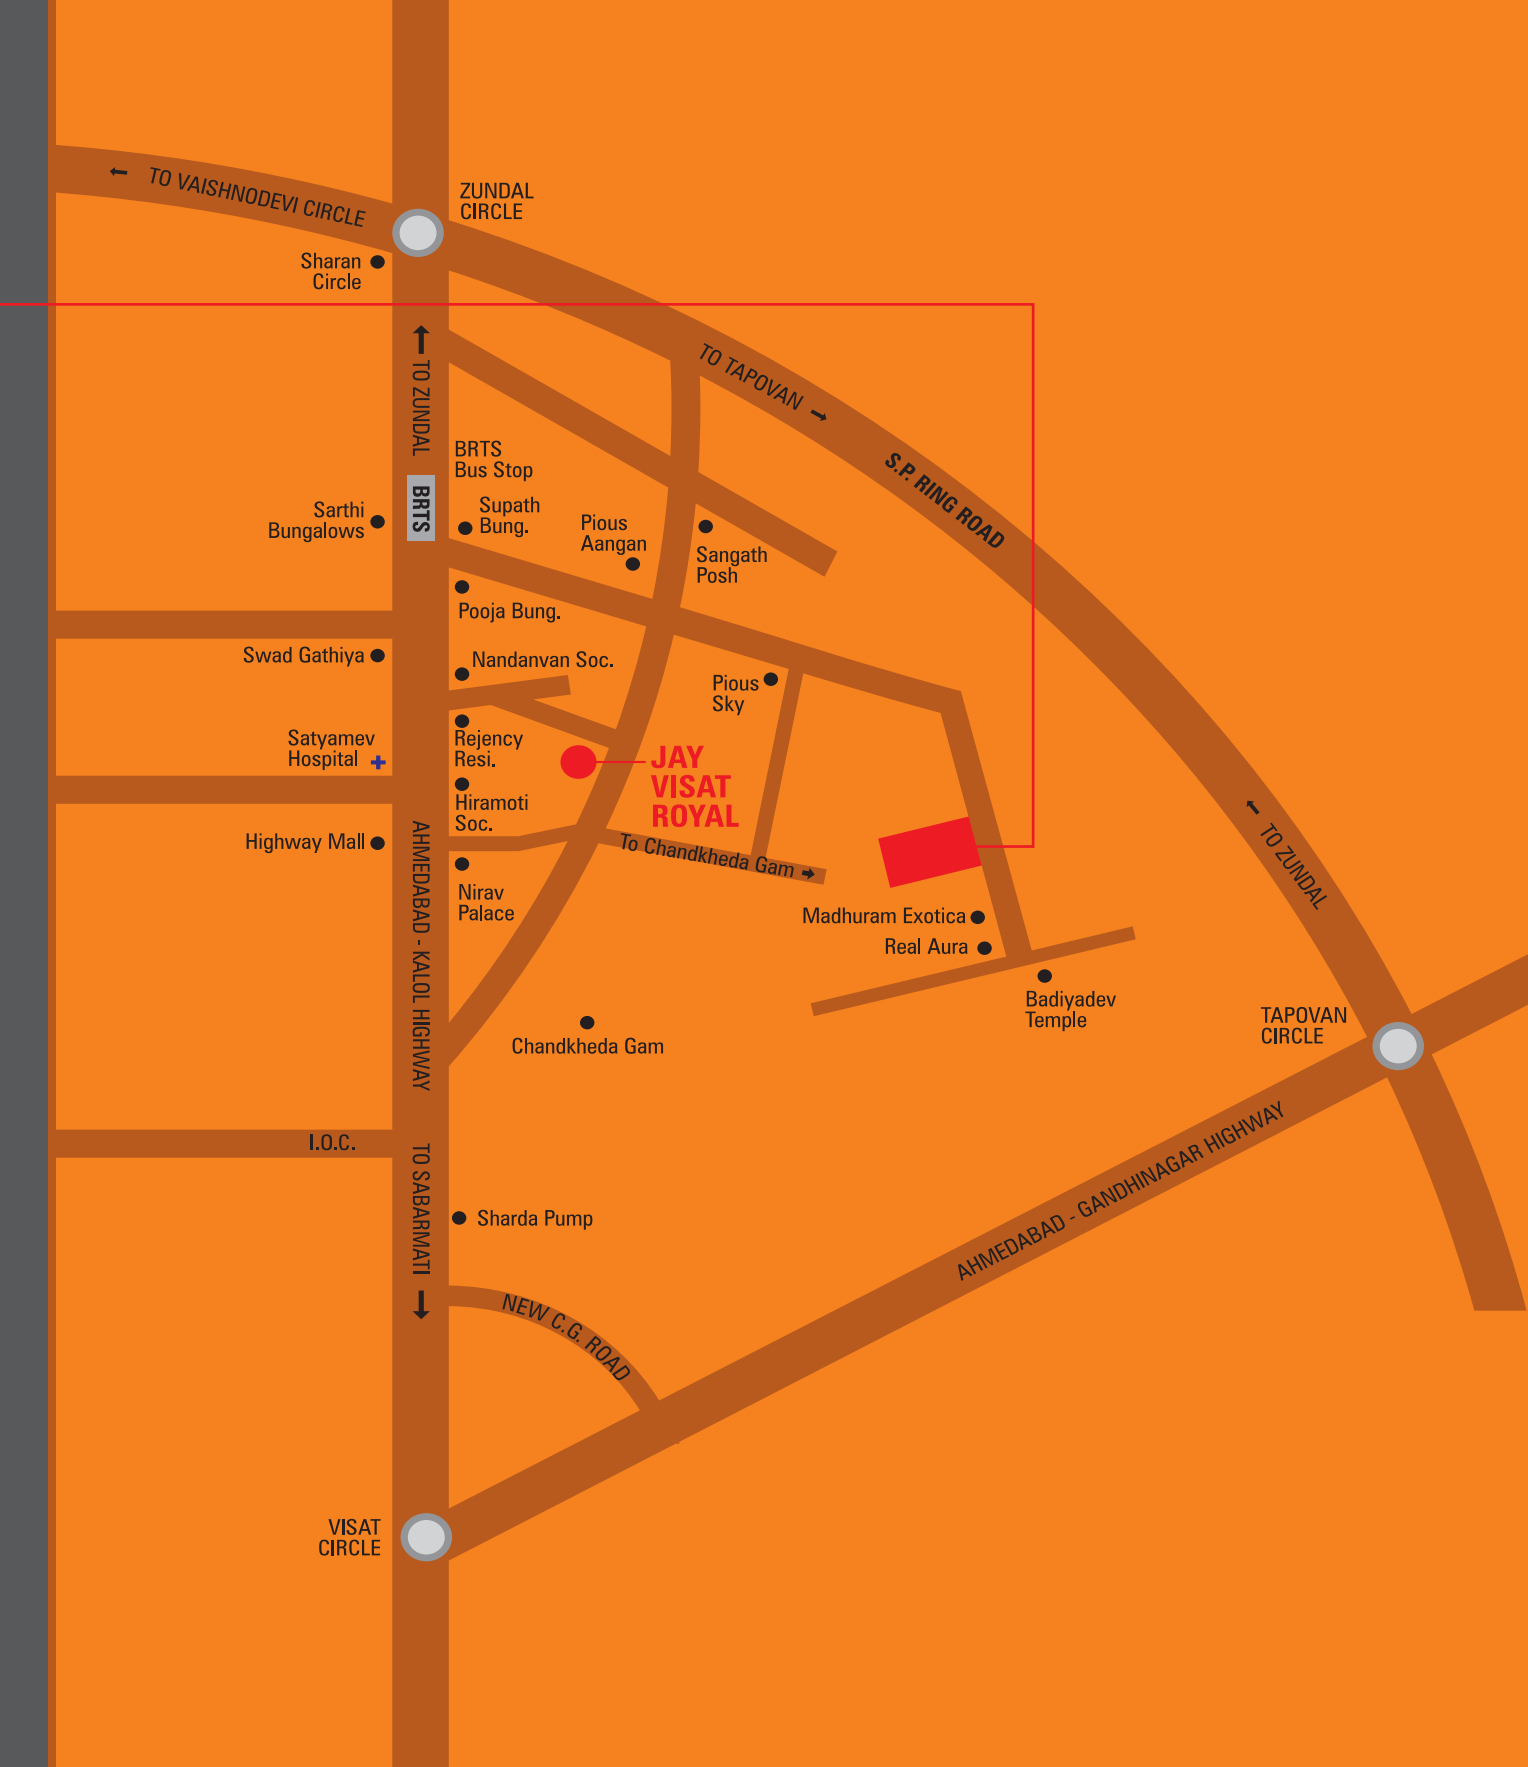 TO VAISHNODEVI CIRCLE
ZUNDAL
CIRCLE
Sharan
Circle
TO ZUNDAL
TO TAPOVAN
S.P. RING ROAD
BRTS
Bus Stop
BRTS
Sarthi
Bungalows
Supath
Bung.
Pious
Aangan
Sangath
Posh
Pooja Bung.
Swad Gathiya
Nandanvan Soc.
Pious
Sky
Satyamev
Hospital
Rejency
Resi.
JAY
VISAT
ROYAL
Hiramoti
Soc.
Highway Mall
To Chandkheda Gam
TO ZUNDAL
Nirav
Palace
AHMEDABAD - KALOL HIGHWAY
Madhuram Exotica
Real Aura
Badiyadev
Temple
TAPOVAN
CIRCLE
Chandkheda Gam
I.O.C.
TO SABARMATI
AHMEDABAD - GANDHINAGAR HIGHWAY
Sharda Pump
NEW C.G. ROAD
VISAT
CIRCLE